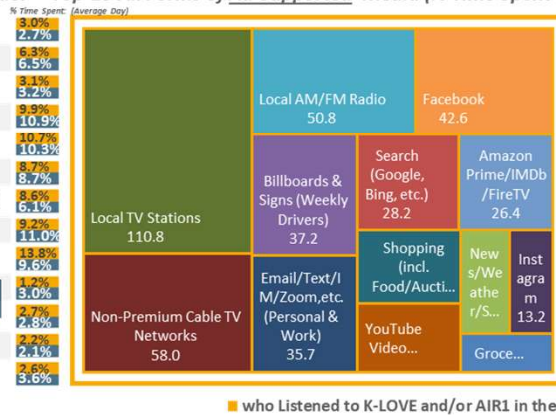 % Time Spent: (Average Day)
3.0%
2.7%
6.3%
6.5%
3.1%
3.2%
9.9%
10.9%
10.7%
10.3%
8.7%
8.7%
8.6%
6.1%
9.2%
11.0%
13.8%
9.6%
1.2%
3.0%
2.7%
2.8%
2.2%
2.1%
2.6%
3.6%
Local TV Stations
110.8
Non-Premium Cable TV
Networks
58.0
Local AM/FM Radio
50.8
Facebook
42.6
Billboards &
Signs (Weekly
Drivers)
37.2
Search
(Google,
Bing, etc.)
28.2
Amazon
Prime/IMDb
/FireTV
26.4
Email/Text/I
M/Zoom,etc.
(Personal &
Work)
35.7
Shopping
(incl.
Food/Aucti...
YouTube
Video...
New
s/We
athe
r/S...
Inst
agra
m
13.2
Groce...
who Listened to K-LOVE and/or AIR1 in the